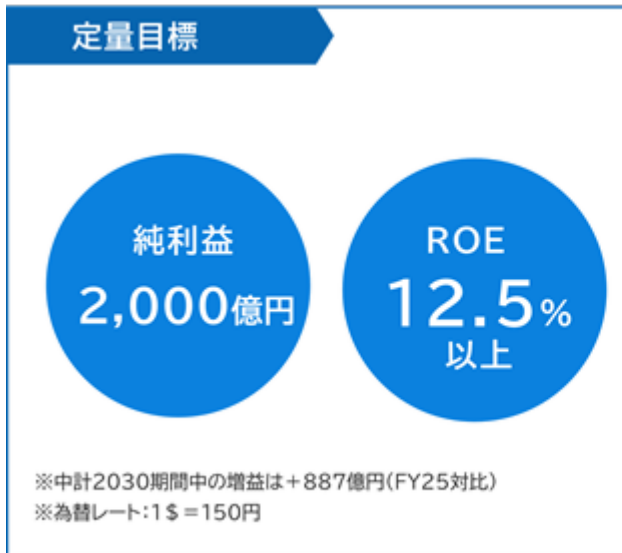 定量目標
純利益
2,000億円
ROE
12.5%
以上
※中計2030期間中の増益は+887億円(FY25対比)
※為替レート:1$=150円